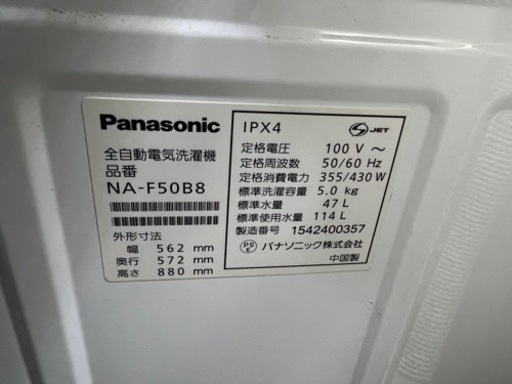 Panasonic
全自動電気洗濯機
品番
NA-F50B8
外形寸法
幅 562 mm
奥行 572 mm
高さ 880 mm
IPX4
S JET
定格電圧 100 V ～
定格周波数 50/60 Hz
定格消費電力 355/430 W
標準洗濯容量 5.0 kg
標準水量 47 L
標準使用水量 114 L
製造番号 1542400357
PSE パナソニック株式会社
中国製